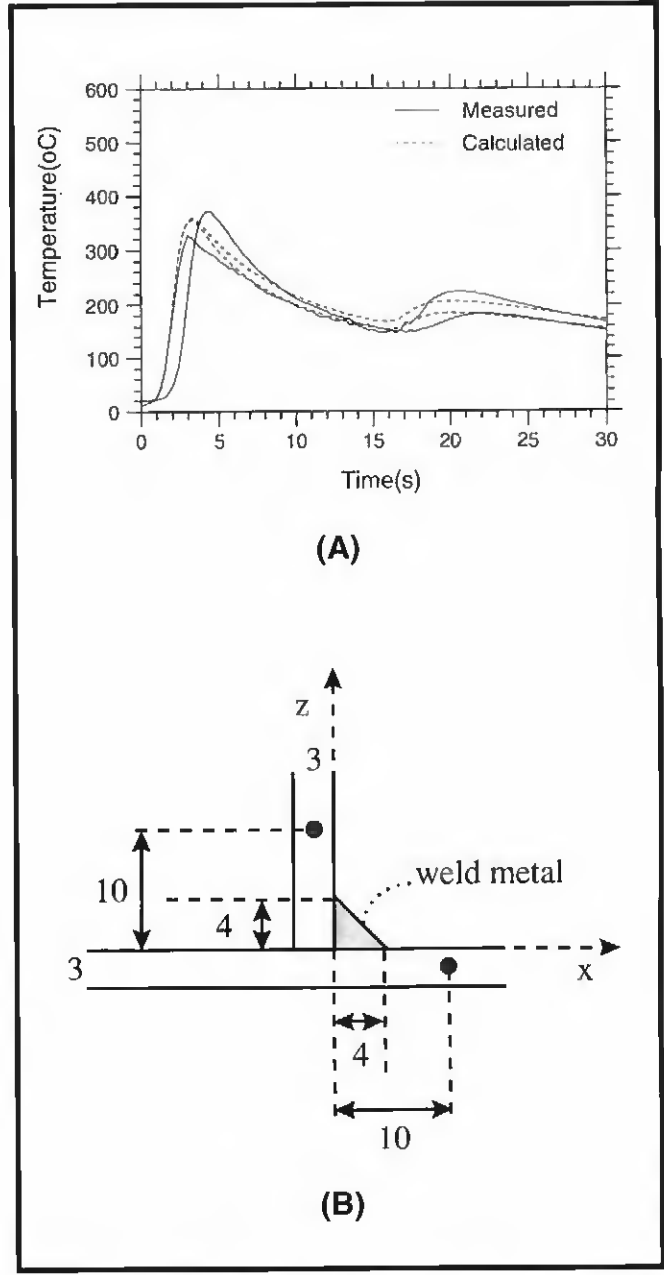 600
500
400
300
200
100
0
Temperature(oC)
Measured
Calculated
0 5 10 15 20 25 30
Time(s)
(A)
z
3
10
4
weld metal
3
x
4
10
(B)